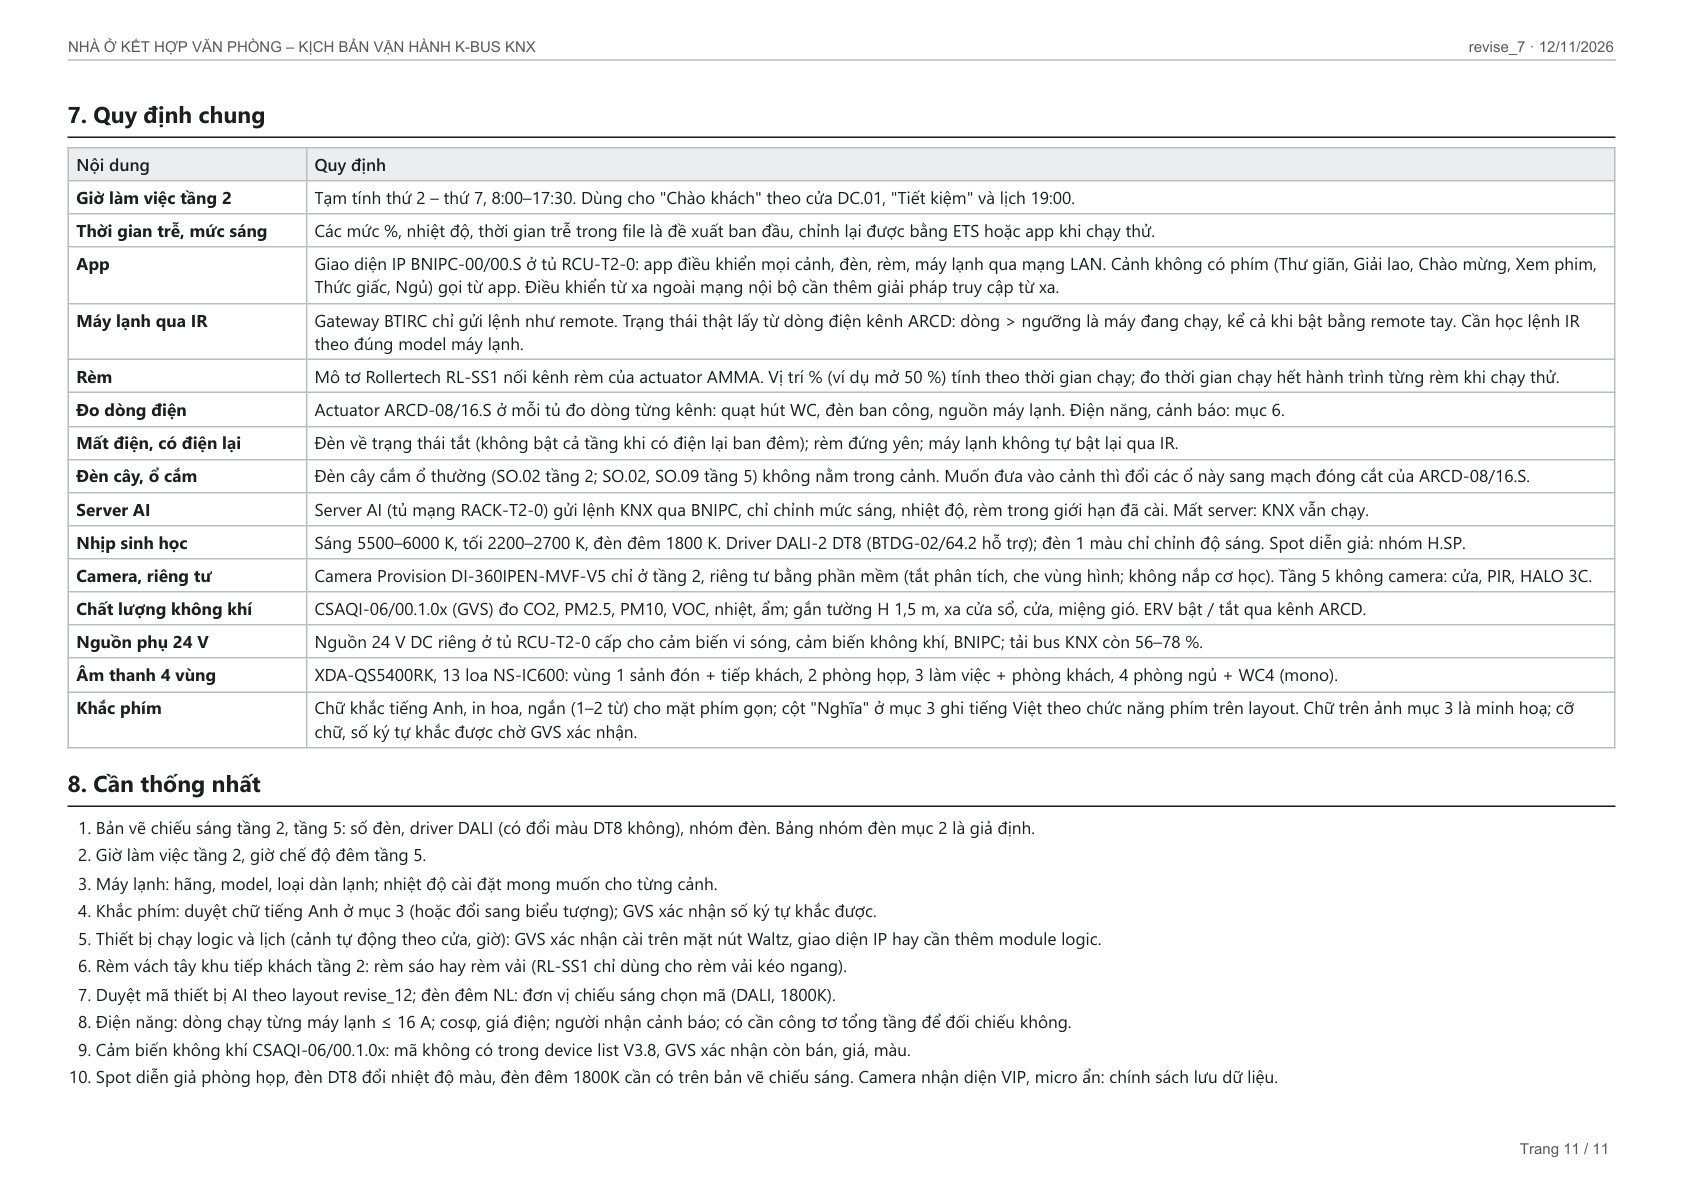 NHÀ Ở KẾT HỢP VĂN PHÒNG – KỊCH BẢN VẬN HÀNH K-BUS KNX
revise_7 · 12/11/2026
7. Quy định chung
Nội dung
Quy định
Giờ làm việc tầng 2
Tạm tính thứ 2 – thứ 7, 8:00–17:30. Dùng cho "Chào khách" theo cửa DC.01, "Tiết kiệm" và lịch 19:00.
Thời gian trễ, mức sáng
Các mức %, nhiệt độ, thời gian trễ trong file là đề xuất ban đầu, chỉnh lại được bằng ETS hoặc app khi chạy thử.
App
Giao diện IP BNIPC-00/00.S ở tủ RCU-T2-0: app điều khiển mọi cảnh, đèn, rèm, máy lạnh qua mạng LAN. Cảnh không có phím (Thư giãn, Giải lao, Chào mừng, Xem phim,
Thức giấc, Ngủ) gọi từ app. Điều khiển từ xa ngoài mạng nội bộ cần thêm giải pháp truy cập từ xa.
Máy lạnh qua IR
Gateway BTIRC chỉ gửi lệnh như remote. Trạng thái thật lấy từ dòng điện kênh ARCD: dòng > ngưỡng là máy đang chạy, kể cả khi bật bằng remote tay. Cần học lệnh IR
theo đúng model máy lạnh.
Rèm
Mô tơ Rollertech RL-SS1 nối kênh rèm của actuator AMMA. Vị trí % (ví dụ mở 50 %) tính theo thời gian chạy; đo thời gian chạy hết hành trình từng rèm khi chạy thử.
Đo dòng điện
Actuator ARCD-08/16.S ở mỗi tủ đo dòng từng kênh: quạt hút WC, đèn ban công, nguồn máy lạnh. Điện năng, cảnh báo: mục 6.
Mất điện, có điện lại
Đèn về trạng thái tắt (không bật cả tầng khi có điện lại ban đêm); rèm đứng yên; máy lạnh không tự bật lại qua IR.
Đèn cây, ổ cắm
Đèn cây cắm ổ thường (SO.02 tầng 2; SO.02, SO.09 tầng 5) không nằm trong cảnh. Muốn đưa vào cảnh thì đổi các ổ này sang mạch đóng cắt của ARCD-08/16.S.
Server AI
Server AI (tủ mạng RACK-T2-0) gửi lệnh KNX qua BNIPC, chỉ chỉnh mức sáng, nhiệt độ, rèm trong giới hạn đã cài. Mất server: KNX vẫn chạy.
Nhịp sinh học
Sáng 5500–6000 K, tối 2200–2700 K, đèn đêm 1800 K. Driver DALI-2 DT8 (BTDG-02/64.2 hỗ trợ); đèn 1 màu chỉ chỉnh độ sáng. Spot diễn giả: nhóm H.SP.
Camera, riêng tư
Camera Provision DI-360IPEN-MVF-V5 chỉ ở tầng 2, riêng tư bằng phần mềm (tắt phân tích, che vùng hình; không nắp cơ học). Tầng 5 không camera: cửa, PIR, HALO 3C.
Chất lượng không khí
CSAQI-06/00.1.0x (GVS) đo CO2, PM2.5, PM10, VOC, nhiệt, ẩm; gắn tường H 1,5 m, xa cửa sổ, cửa, miệng gió. ERV bật / tắt qua kênh ARCD.
Nguồn phụ 24 V
Nguồn 24 V DC riêng ở tủ RCU-T2-0 cấp cho cảm biến vi sóng, cảm biến không khí, BNIPC; tải bus KNX còn 56–78 %.
Âm thanh 4 vùng
XDA-QS5400RK, 13 loa NS-IC600: vùng 1 sảnh đón + tiếp khách, 2 phòng họp, 3 làm việc + phòng khách, 4 phòng ngủ + WC4 (mono).
Khắc phím
Chữ khắc tiếng Anh, in hoa, ngắn (1–2 từ) cho mặt phím gọn; cột "Nghĩa" ở mục 3 ghi tiếng Việt theo chức năng phím trên layout. Chữ trên ảnh mục 3 là minh hoạ; cỡ
chữ, số ký tự khắc được chờ GVS xác nhận.
8. Cần thống nhất
1. Bản vẽ chiếu sáng tầng 2, tầng 5: số đèn, driver DALI (có đổi màu DT8 không), nhóm đèn. Bảng nhóm đèn mục 2 là giả định.
2. Giờ làm việc tầng 2, giờ chế độ đêm tầng 5.
3. Máy lạnh: hãng, model, loại dàn lạnh; nhiệt độ cài đặt mong muốn cho từng cảnh.
4. Khắc phím: duyệt chữ tiếng Anh ở mục 3 (hoặc đổi sang biểu tượng); GVS xác nhận số ký tự khắc được.
5. Thiết bị chạy logic và lịch (cảnh tự động theo cửa, giờ): GVS xác nhận cài trên mặt nút Waltz, giao diện IP hay cần thêm module logic.
6. Rèm vách tây khu tiếp khách tầng 2: rèm sáo hay rèm vải (RL-SS1 chỉ dùng cho rèm vải kéo ngang).
7. Duyệt mã thiết bị AI theo layout revise_12; đèn đêm NL: đơn vị chiếu sáng chọn mã (DALI, 1800K).
8. Điện năng: dòng chạy từng máy lạnh ≤ 16 A; cosφ, giá điện; người nhận cảnh báo; có cần công tơ tổng tầng để đối chiếu không.
9. Cảm biến không khí CSAQI-06/00.1.0x: mã không có trong device list V3.8, GVS xác nhận còn bán, giá, màu.
10. Spot diễn giả phòng họp, đèn DT8 đổi nhiệt độ màu, đèn đêm 1800K cần có trên bản vẽ chiếu sáng. Camera nhận diện VIP, micro ẩn: chính sách lưu dữ liệu.
Trang 11 / 11